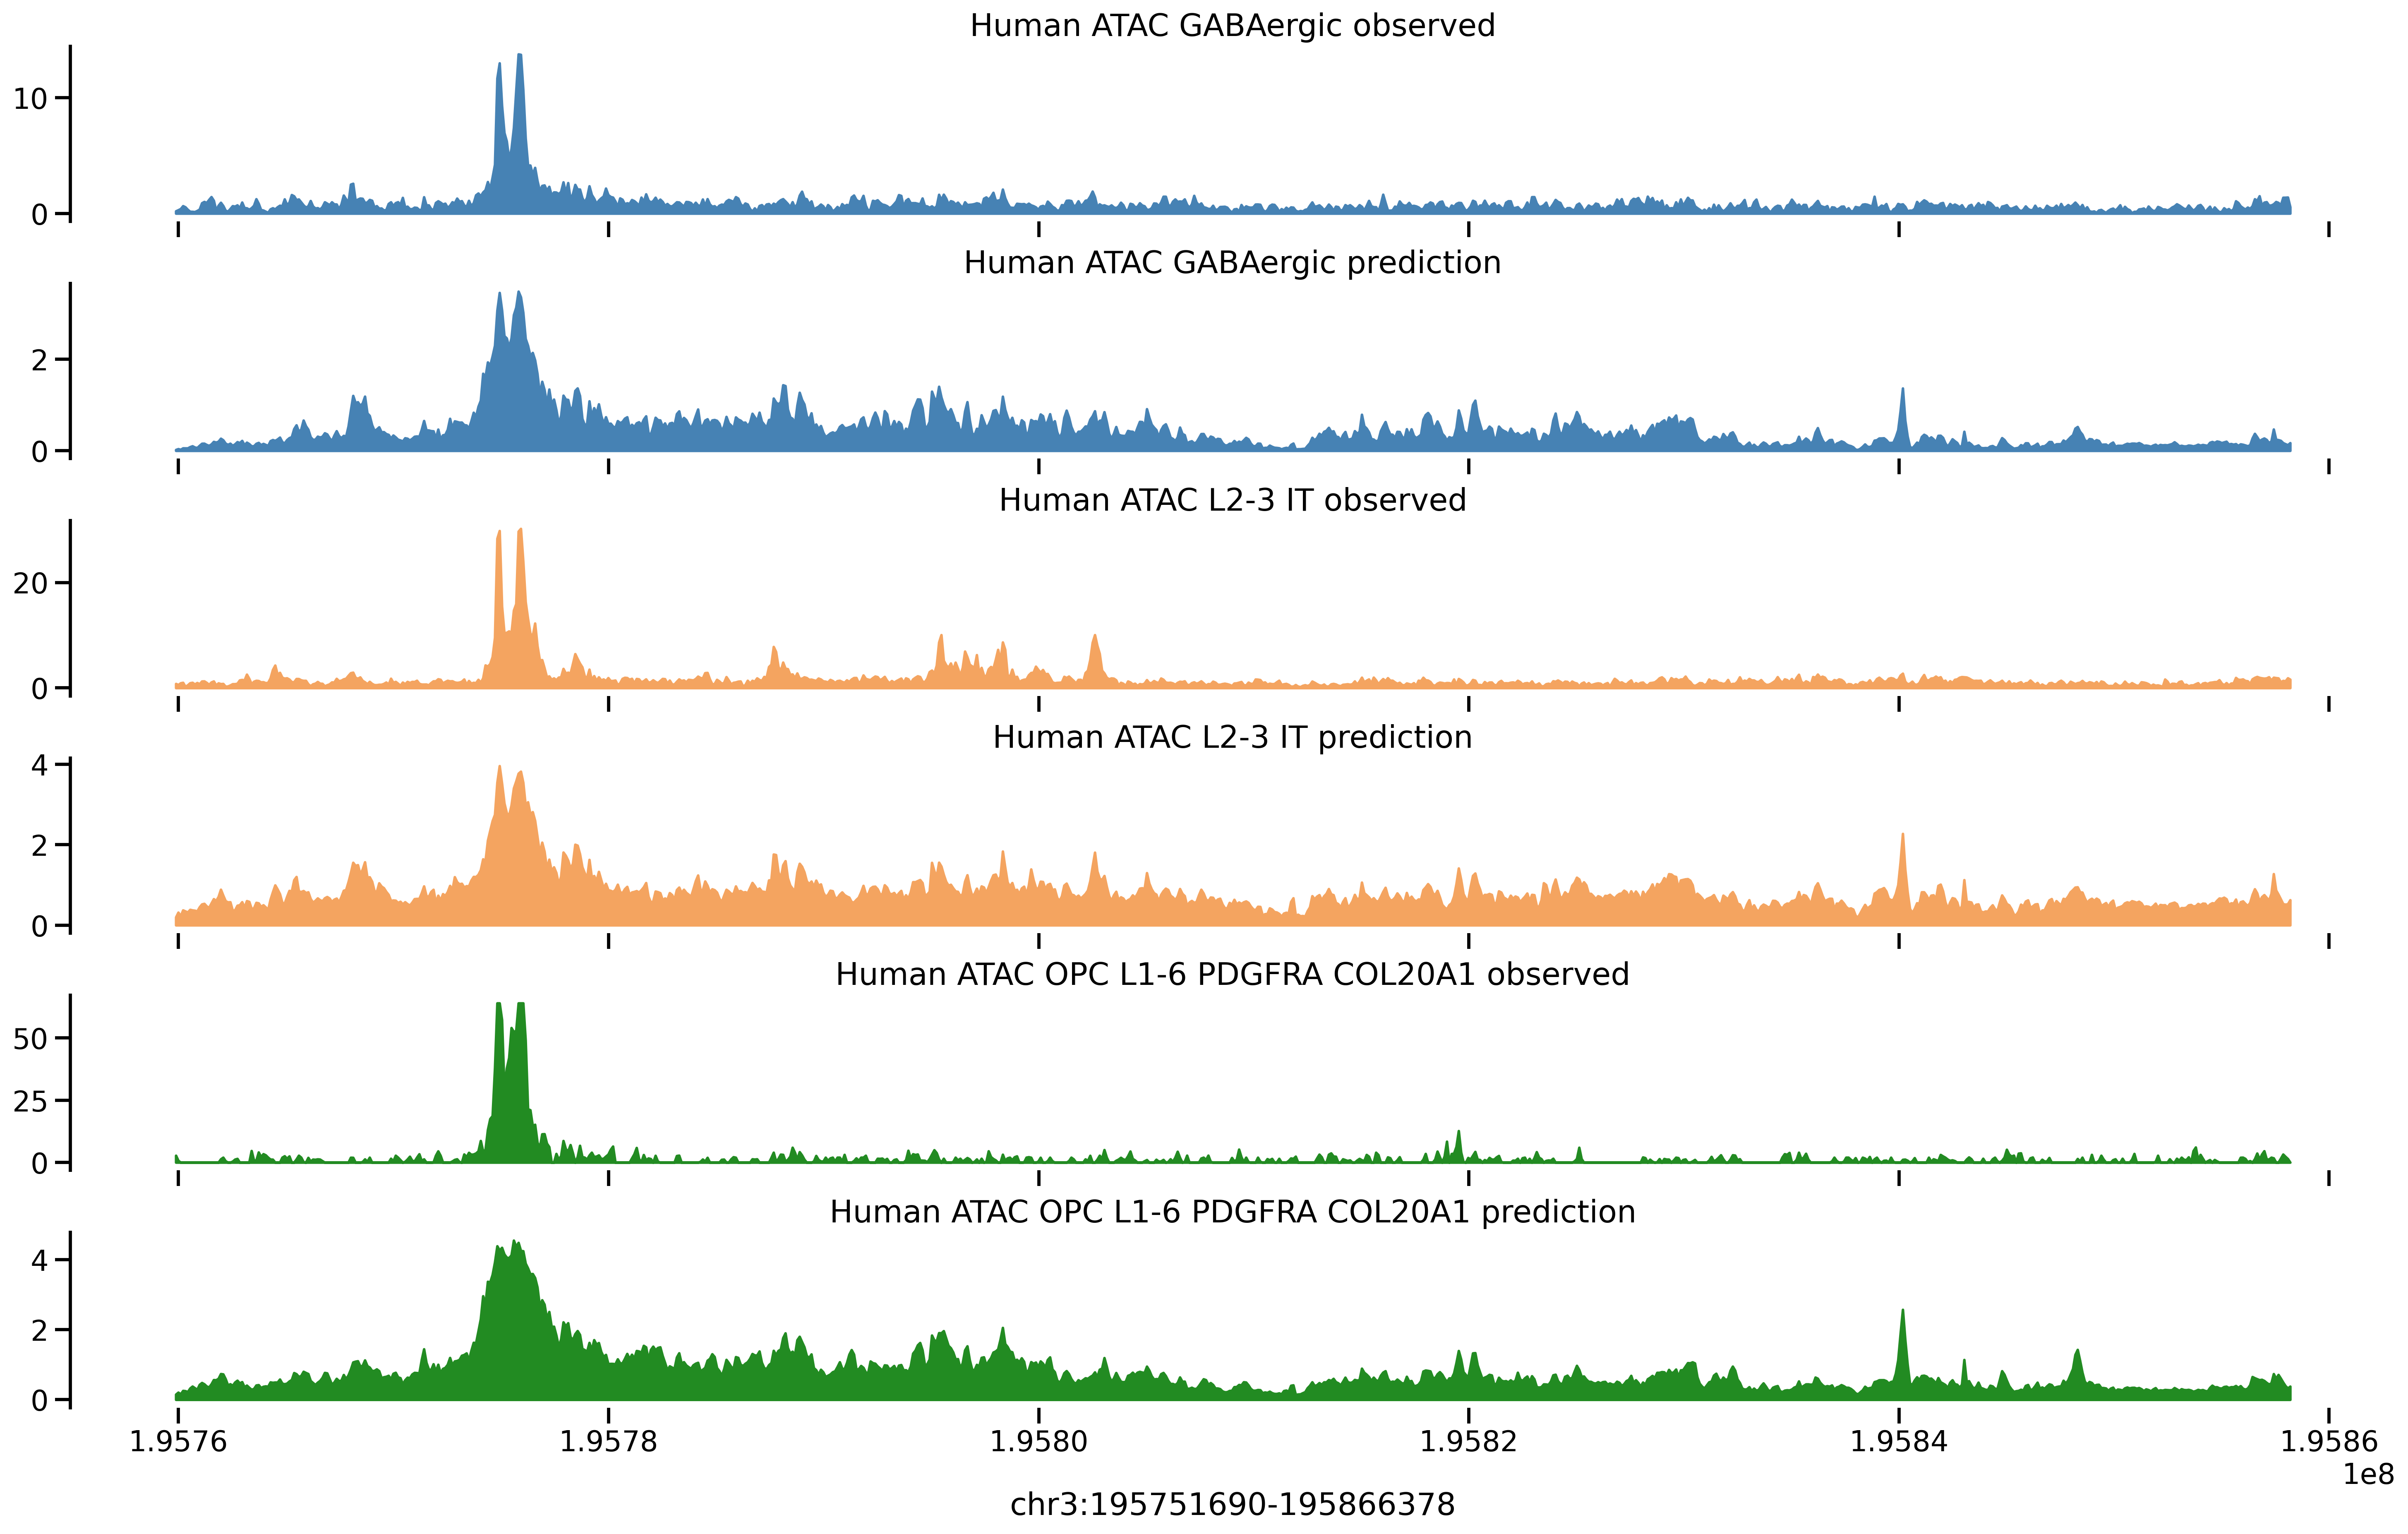 Human ATAC GABAergic observed
10
0
Human ATAC GABAergic prediction
2
0
Human ATAC L2-3 IT observed
20
0
Human ATAC L2-3 IT prediction
4
2
0
Human ATAC OPC L1-6 PDGFRA COL20A1 observed
50
25
0
Human ATAC OPC L1-6 PDGFRA COL20A1 prediction
4
2
0
1.9576 1.9578 1.9580 1.9582 1.9584 1.9586
1e8
chr3:195751690-195866378